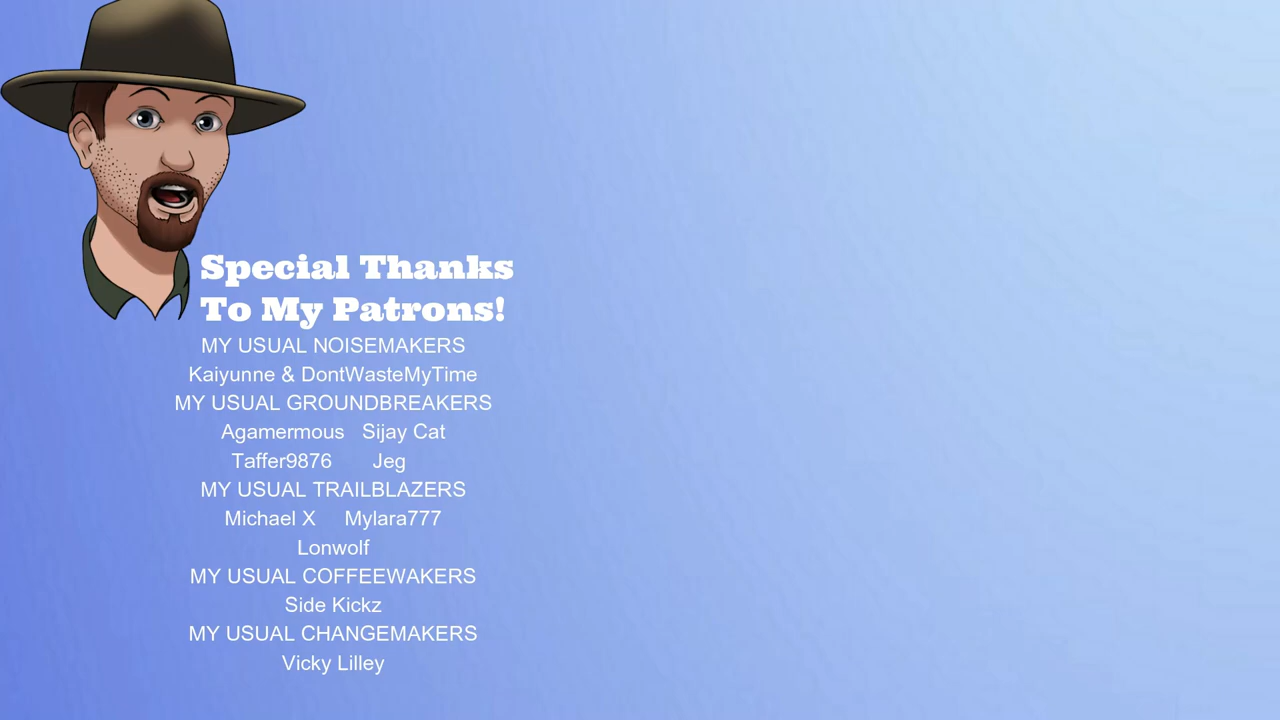 Special Thanks
To My Patrons!
MY USUAL NOISEMAKERS
Kaiyunne & DontWasteMyTime
MY USUAL GROUNDBREAKERS
Agamermous Sijay Cat
Taffer9876 Jeg
MY USUAL TRAILBLAZERS
Michael X Mylara777
Lonwolf
MY USUAL COFFEEWAKERS
Side Kickz
MY USUAL CHANGEMAKERS
Vicky Lilley